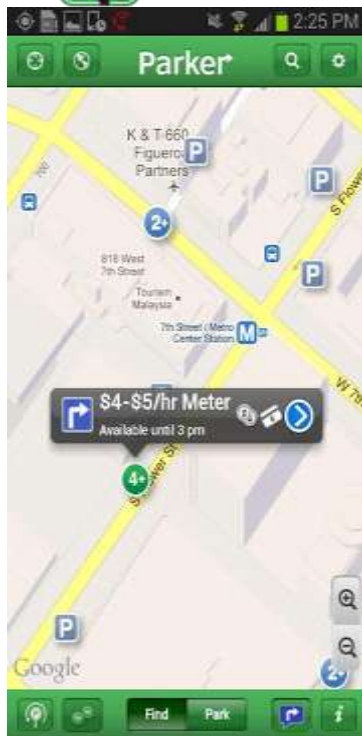 2:25 PM
Parker
K & T 660
Figueroa
Partners
P
P
700
S Flower
2+
818 West
7th Street
P
Tourism
Malaysia
7th Street / Metro
Center Station
M
W 7th
$4-$5/hr Meter
Available until 3 pm
4+
S Flower St
P
Google
2+
Find
Park
i